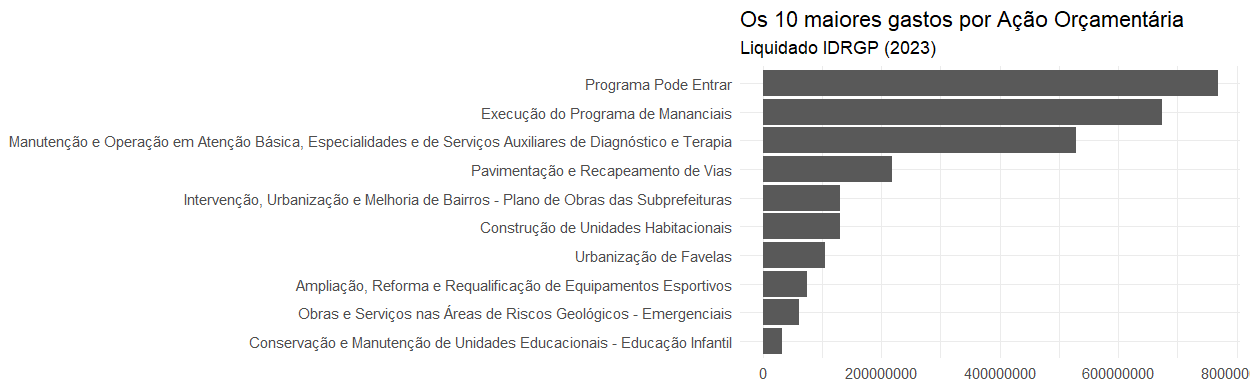 Os 10 maiores gastos por Ação Orçamentária
Liquidado IDRGP (2023)
Programa Pode Entrar
Execução do Programa de Mananciais
Manutenção e Operação em Atenção Básica, Especialidades e de Serviços Auxiliares de Diagnóstico e Terapia
Pavimentação e Recapeamento de Vias
Intervenção, Urbanização e Melhoria de Bairros - Plano de Obras das Subprefeituras
Construção de Unidades Habitacionais
Urbanização de Favelas
Ampliação, Reforma e Requalificação de Equipamentos Esportivos
Obras e Serviços nas Áreas de Riscos Geológicos - Emergenciais
Conservação e Manutenção de Unidades Educacionais - Educação Infantil
0 200000000 400000000 600000000 800000